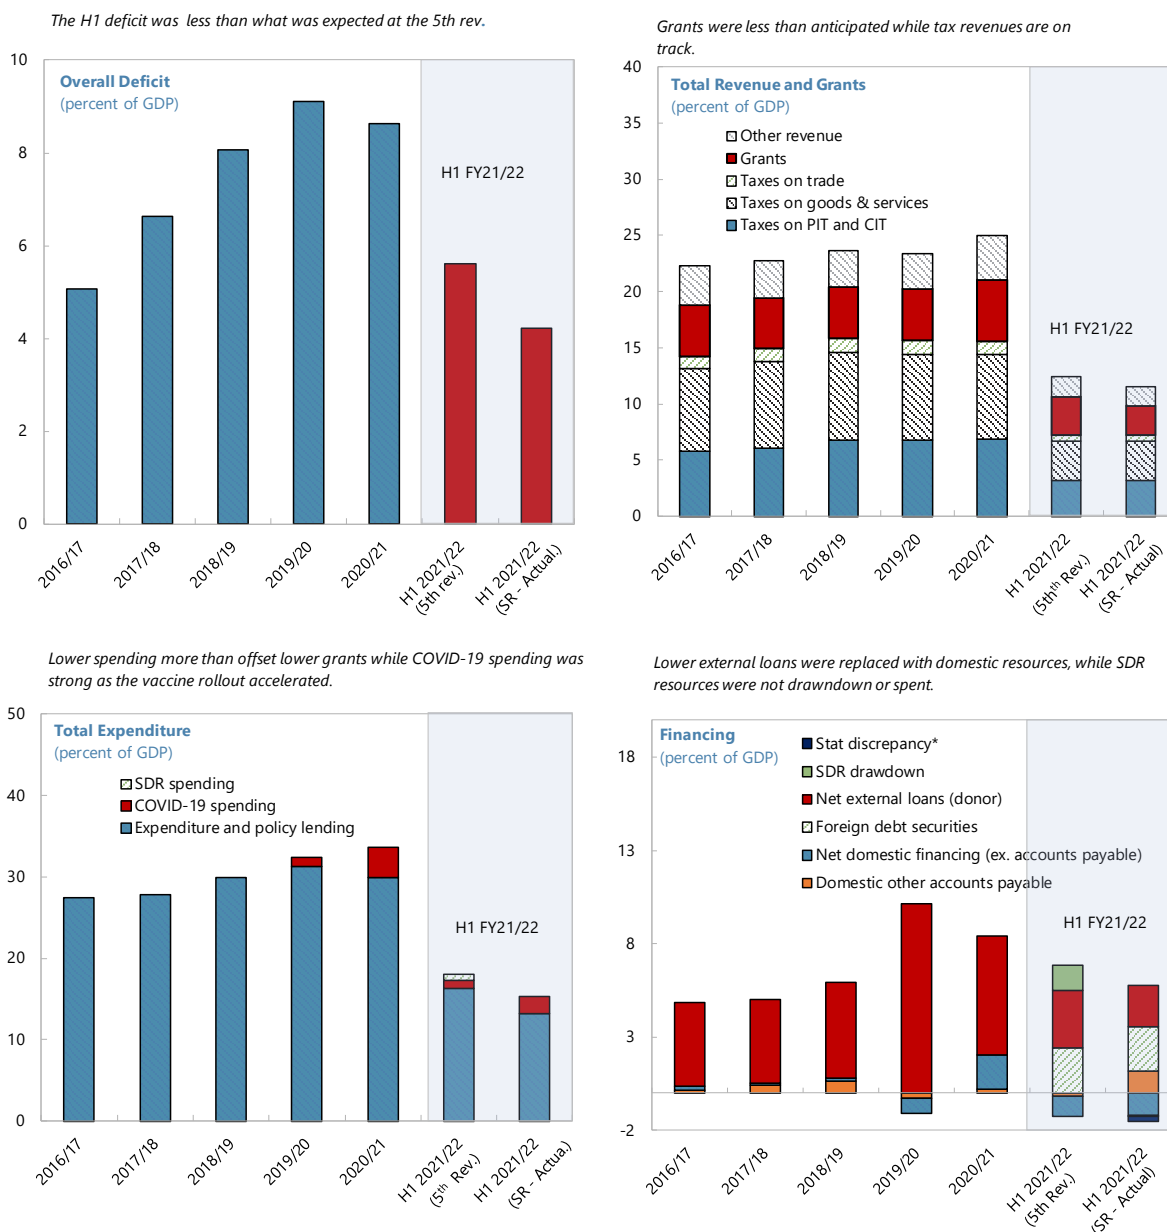 The H1 deficit was less than what was expected at the 5th rev.
10
8
6
4
2
0
Overall Deficit
(percent of GDP)
H1 FY21/22
2016/17
2017/18
2018/19
2019/20
2020/21
H1 2021/22
(5th rev.)
H1 2021/22
(SR - Actual.)
Grants were less than anticipated while tax revenues are on
track.
40
35
30
25
20
15
10
5
0
Total Revenue and Grants
(percent of GDP)
Other revenue
Grants
Taxes on trade
Taxes on goods & services
Taxes on PIT and CIT
H1 FY21/22
2016/17
2017/18
2018/19
2019/20
2020/21
H1 2021/22
(5thth Rev.)
H1 2021/22
(SR - Actual)
Lower spending more than offset lower grants while COVID-19 spending was
strong as the vaccine rollout accelerated.
50
40
30
20
10
0
Total Expenditure
(percent of GDP)
SDR spending
COVID-19 spending
Expenditure and policy lending
H1 FY21/22
2016/17
2017/18
2018/19
2019/20
2020/21
H1 2021/22
(5th Rev.)
H1 2021/22
(SR - Actua.)
Lower external loans were replaced with domestic resources, while SDR
resources were not drawndown or spent.
18
13
8
3
-2
Financing
(percent of GDP)
Stat discrepancy*
SDR drawdown
Net external loans (donor)
Foreign debt securities
Net domestic financing (ex. accounts payable)
Domestic other accounts payable
H1 FY21/22
2016/17
2017/18
2018/19
2019/20
2020/21
H1 2021/22
(5th Rev.)
H1 2021/22
(SR - Actual)